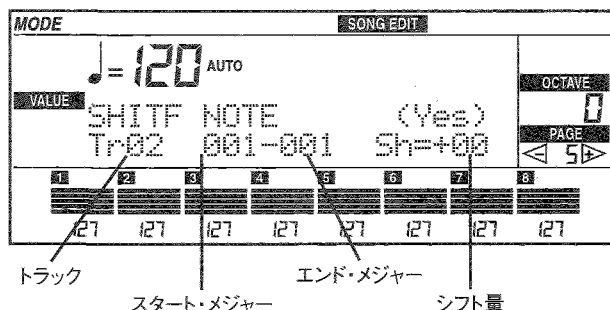 MODE SONG EDIT
♩=120 AUTO
OCTAVE
0
VALUE
SHITF NOTE (Yes)
Tr02 001-001 Sh=+00
PAGE
- 5 +
1 2 3 4 5 6 7 8
127 127 127 127 127 127 127 127
トラック エンド・メジャー
スタート・メジャー シフト量